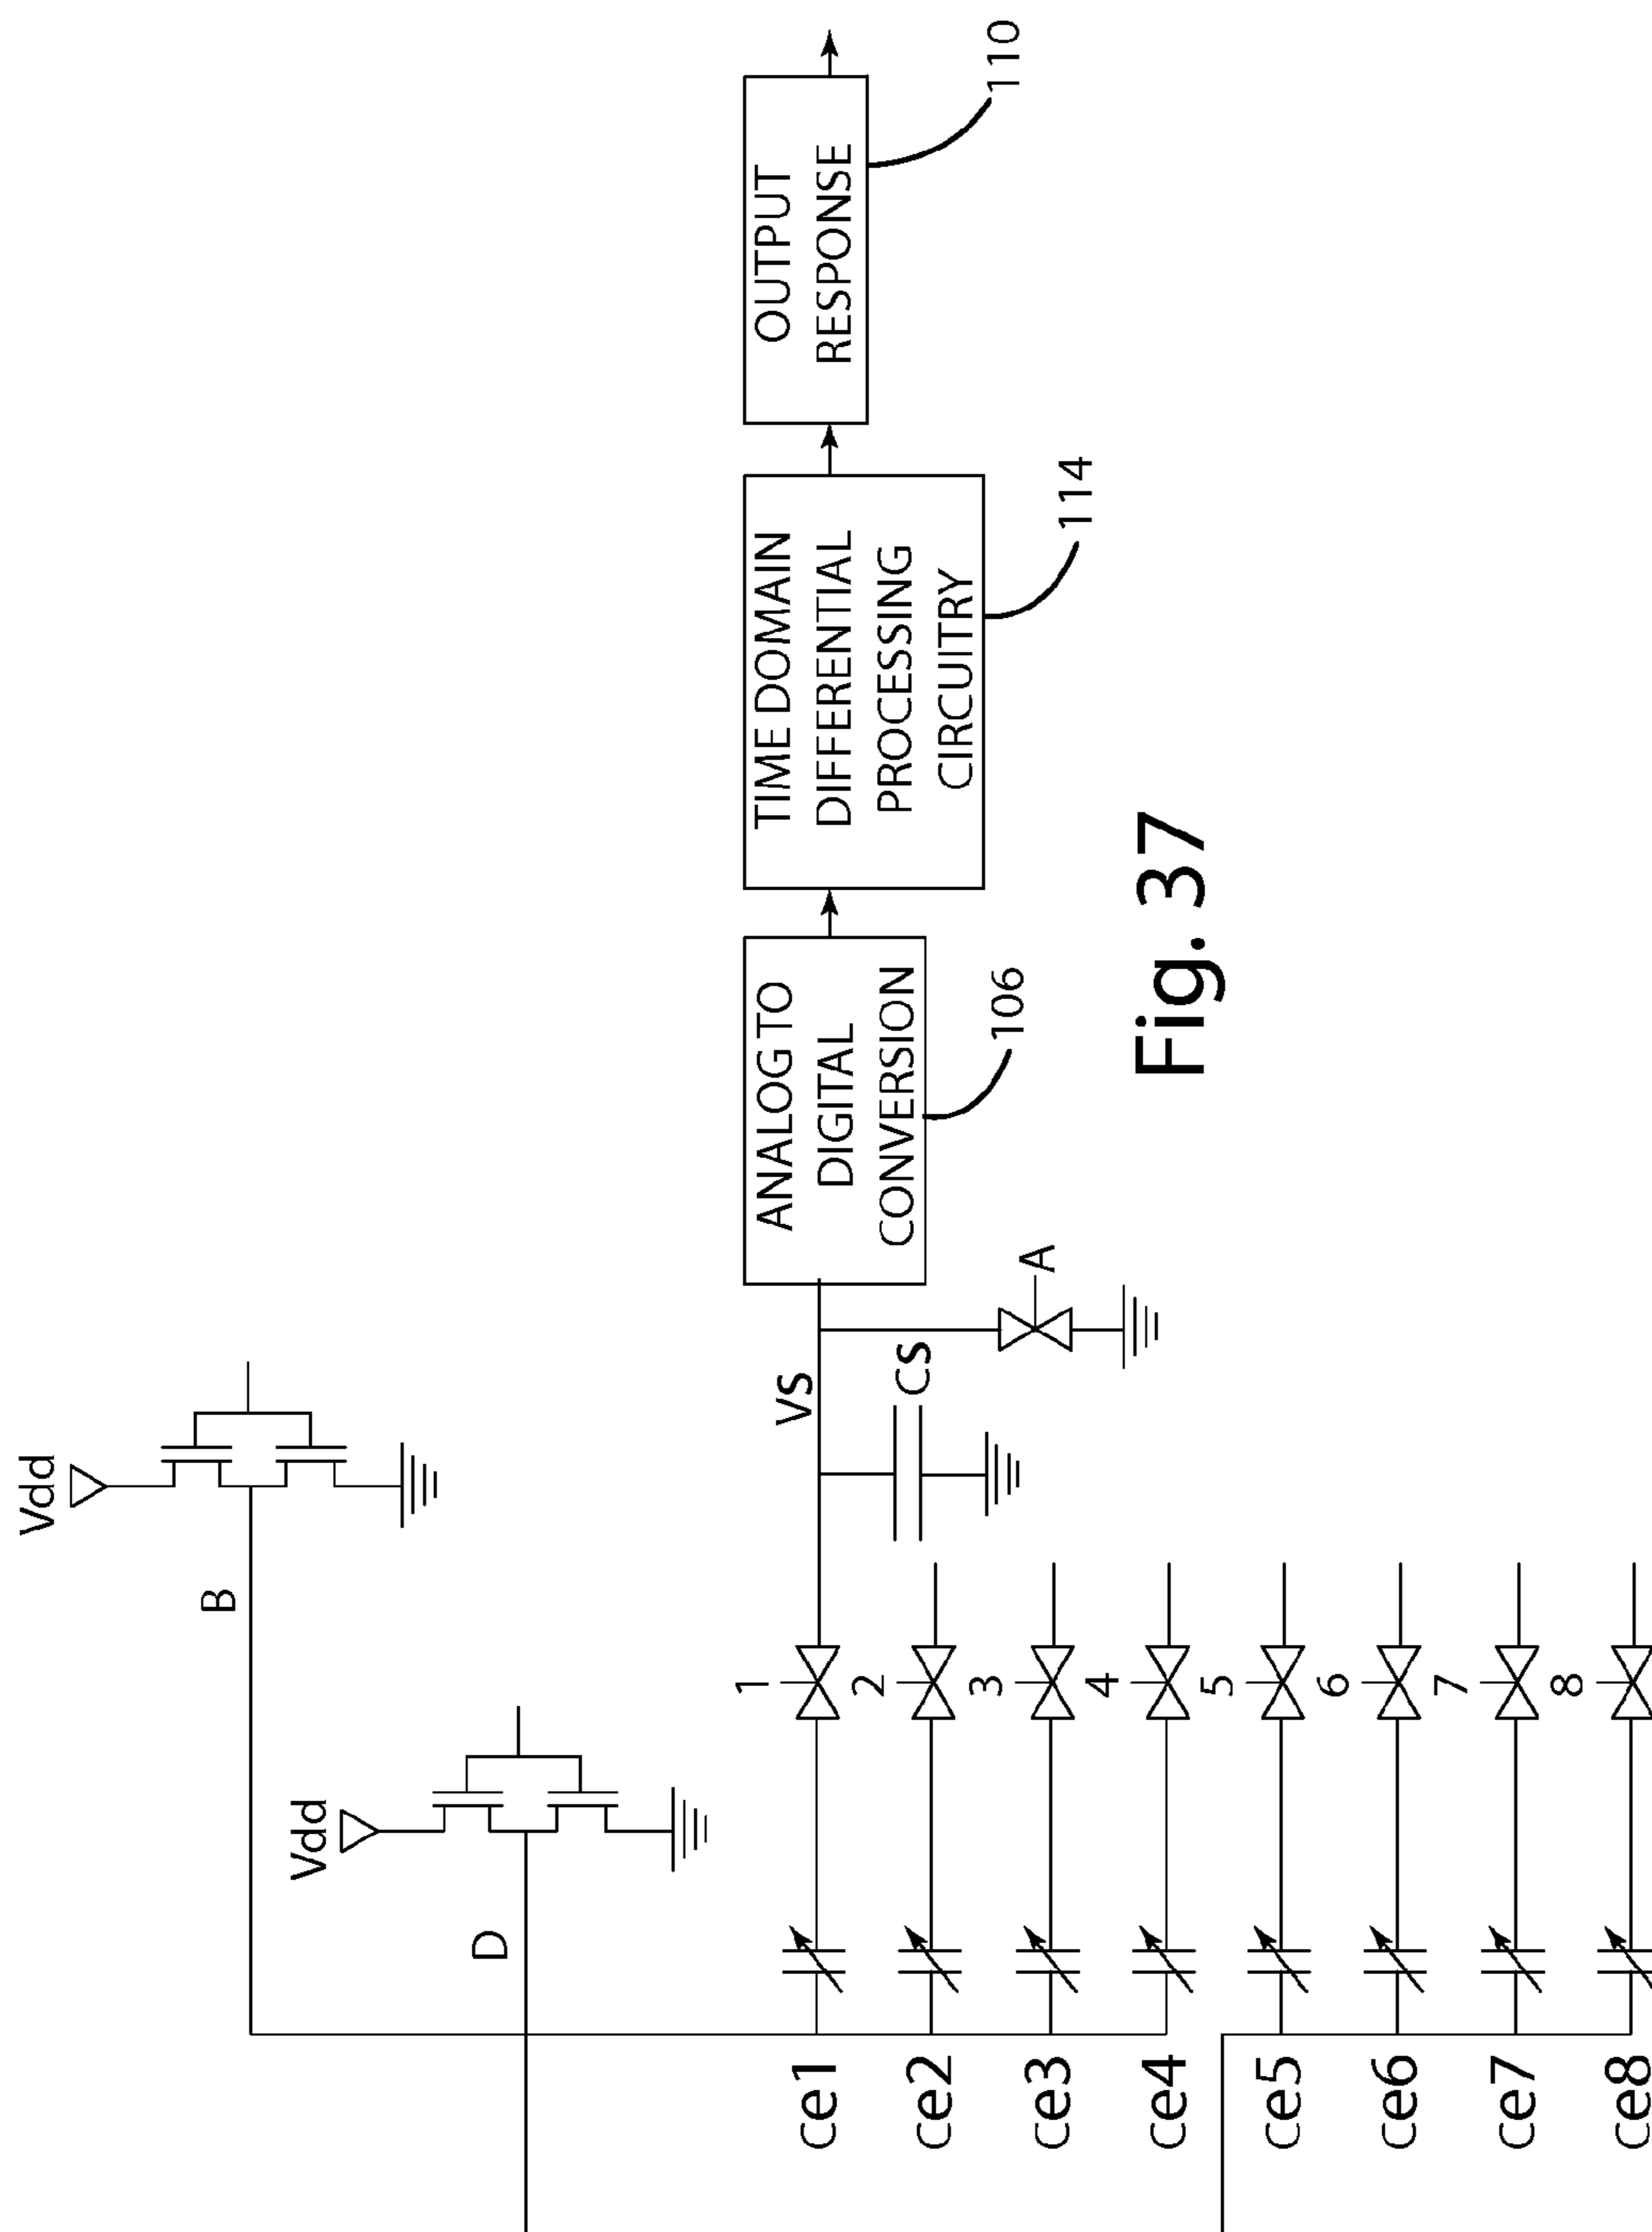 Vdd
B
Vdd
D
ce1
ce2
ce3
ce4
ce5
ce6
ce7
ce8
1
2
3
4
5
6
7
8
Vs
Cs
A
ANALOG TO
DIGITAL
CONVERSION
106
TIME DOMAIN
DIFFERENTIAL
PROCESSING
CIRCUITRY
114
OUTPUT
RESPONSE
110
Fig. 37